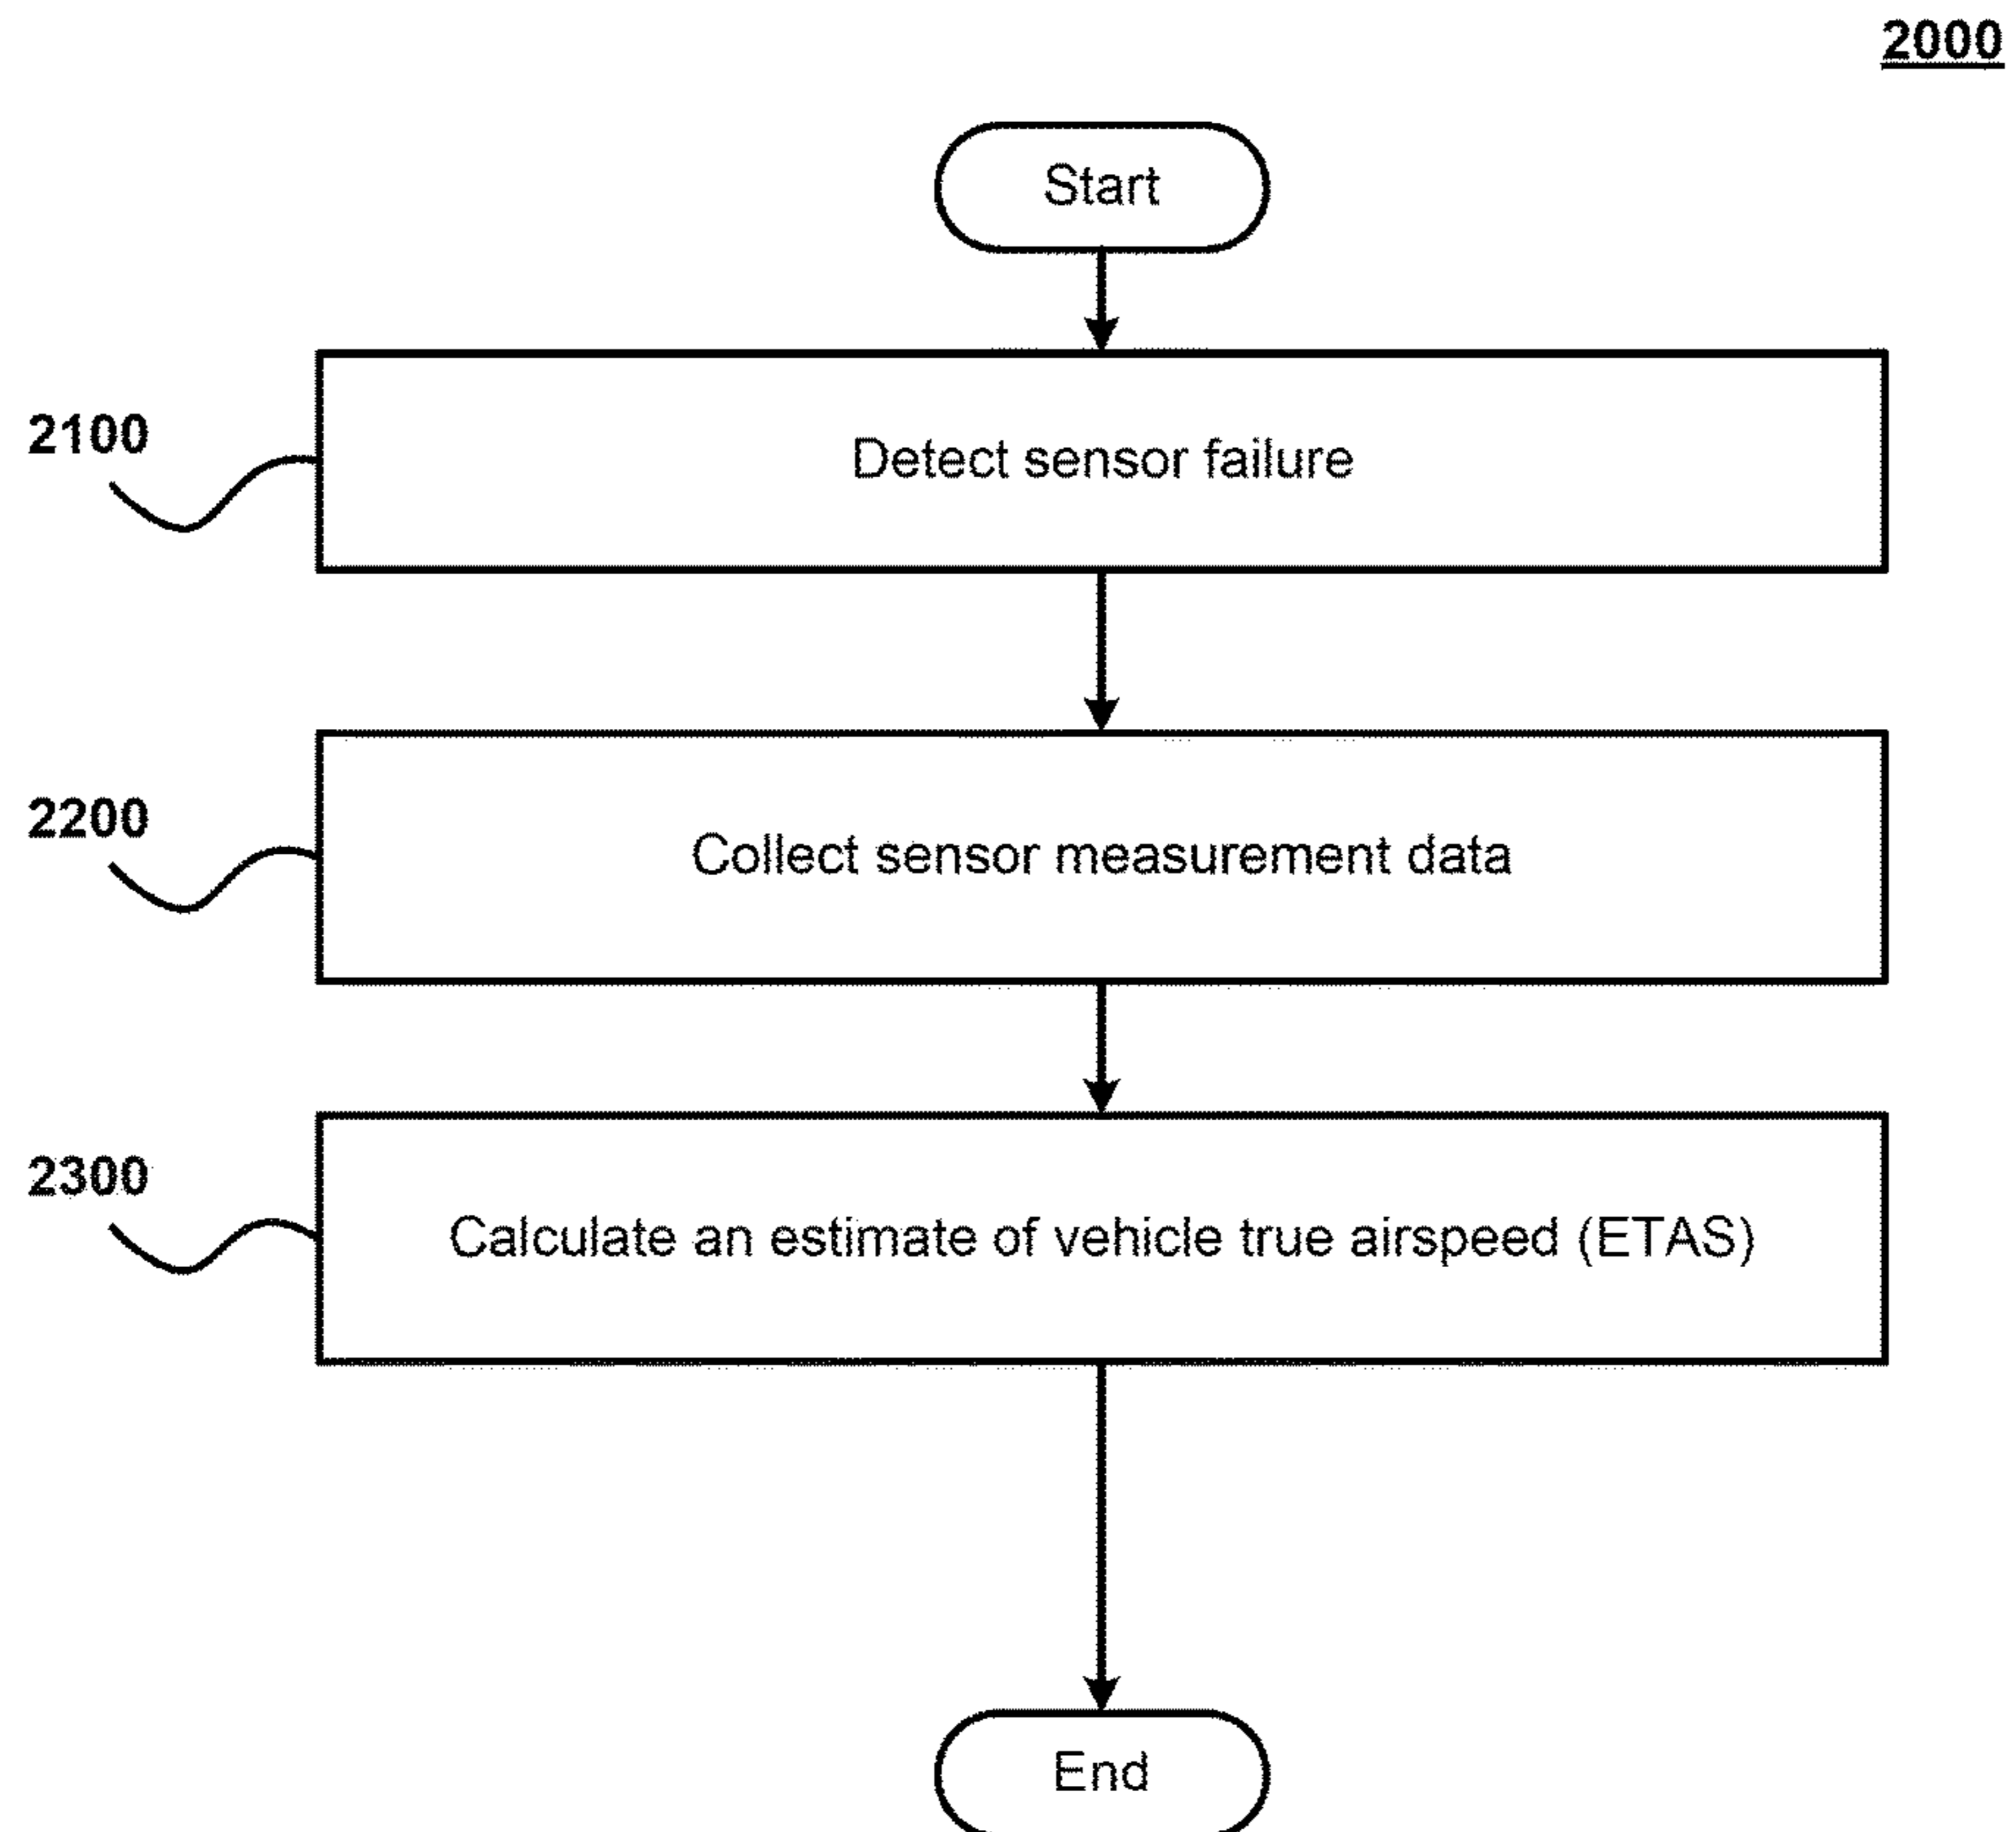 2000
Start
2100
Detect sensor failure
2200
Collect sensor measurement data
2300
Calculate an estimate of vehicle true airspeed (ETAS)
End